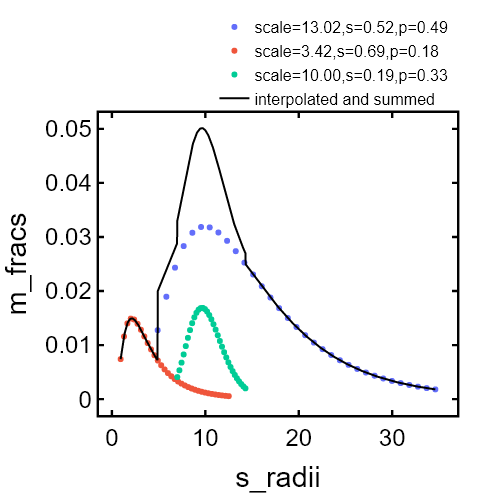 scale=13.02,s=0.52,p=0.49
scale=3.42,s=0.69,p=0.18
scale=10.00,s=0.19,p=0.33
interpolated and summed
0.05
0.04
0.03
0.02
0.01
0
m_fracs
0 10 20 30
s_radii